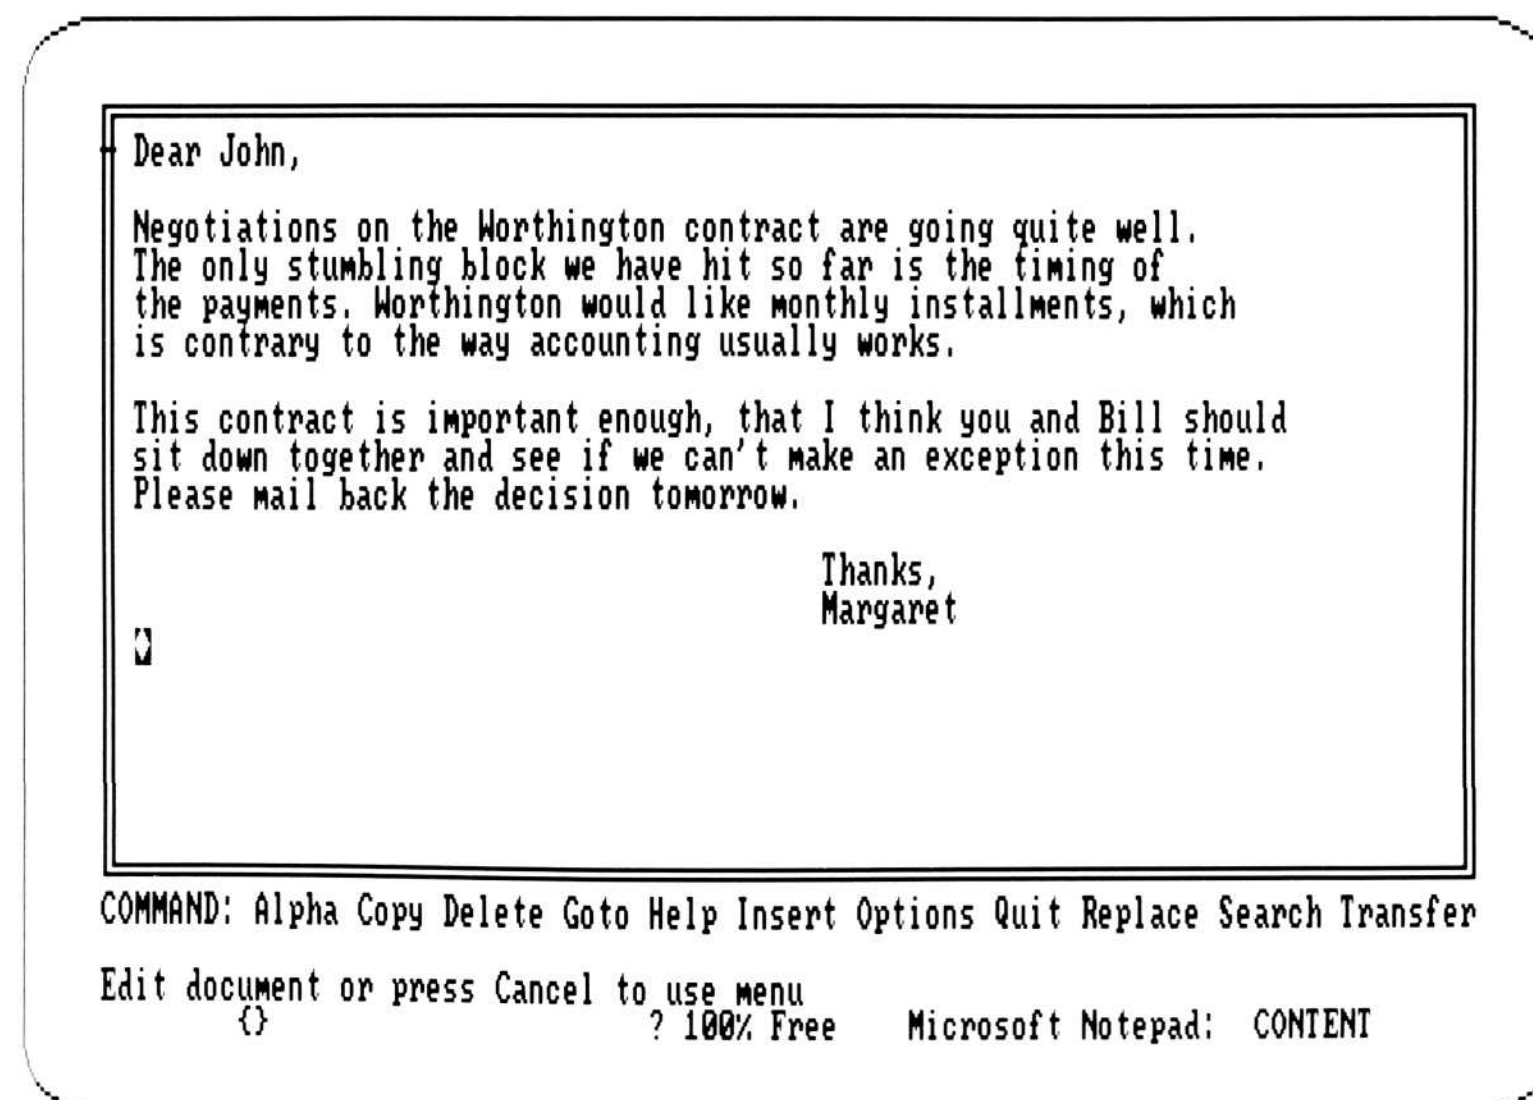 Dear John,
Negotiations on the Worthington contract are going quite well.
The only stumbling block we have hit so far is the timing of
the payments. Worthington would like monthly installments, which
is contrary to the way accounting usually works.
This contract is important enough, that I think you and Bill should
sit down together and see if we can't make an exception this time.
Please mail back the decision tomorrow.
Thanks,
Margaret
COMMAND: Alpha Copy Delete Goto Help Insert Options Quit Replace Search Transfer
Edit document or press Cancel to use menu
{} ? 100% Free Microsoft Notepad: CONTENT